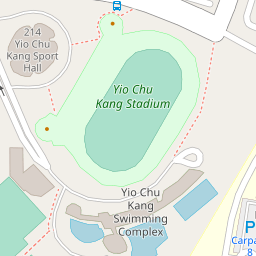 214
Yio Chu
Kang Sport
Hall
Yio Chu
Kang Stadium
Yio Chu
Kang
Swimming
Complex
P
Carpa
8